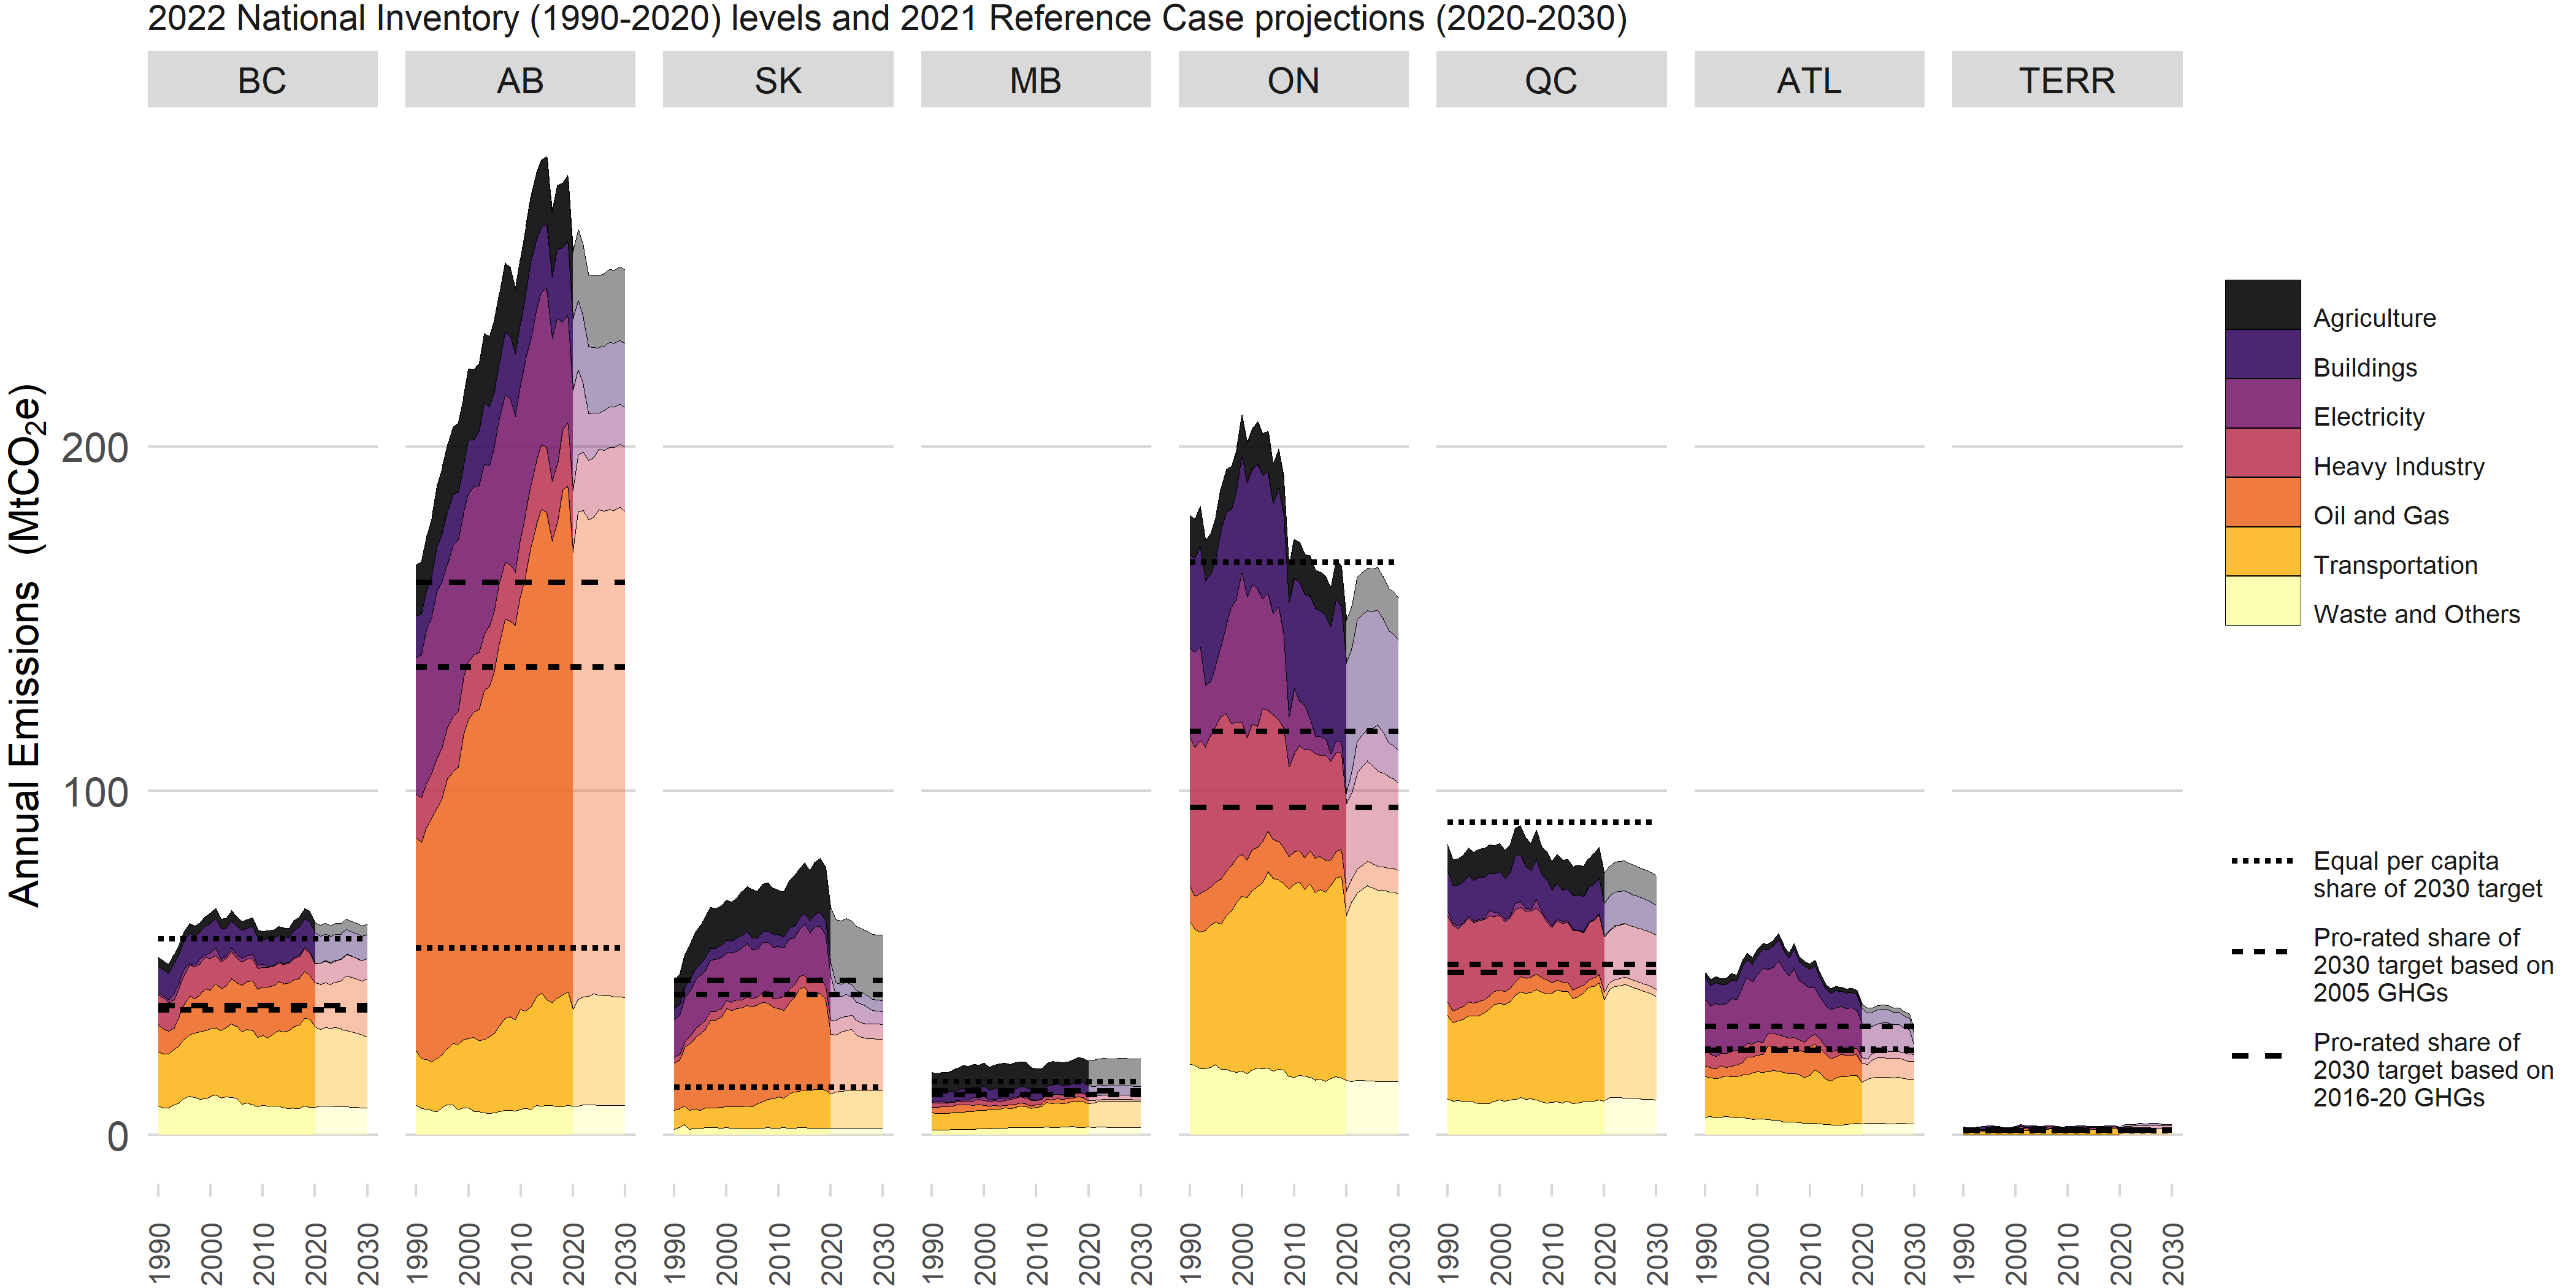 2022 National Inventory (1990-2020) levels and 2021 Reference Case projections (2020-2030)
BC AB SK MB ON QC ATL TERR
Annual Emissions (MtCO2e)
200
100
0
1990 2000 2010 2020 2030 1990 2000 2010 2020 2030 1990 2000 2010 2020 2030 1990 2000 2010 2020 2030 1990 2000 2010 2020 2030 1990 2000 2010 2020 2030 1990 2000 2010 2020 2030 1990 2000 2010 2020 2030
Agriculture
Buildings
Electricity
Heavy Industry
Oil and Gas
Transportation
Waste and Others
Equal per capita
share of 2030 target
Pro-rated share of
2030 target based on
2005 GHGs
Pro-rated share of
2030 target based on
2016-20 GHGs